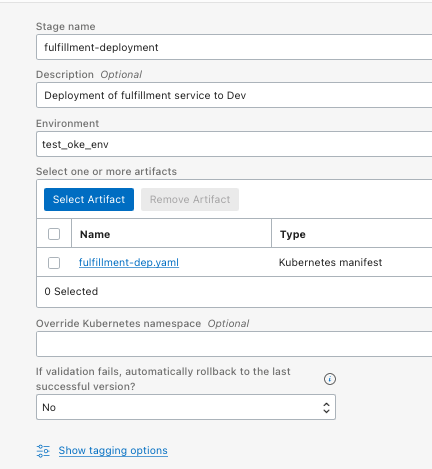 Stage name
fulfillment-deployment
Description Optional
Deployment of fulfillment service to Dev
Environment
test_oke_env
Select one or more artifacts
Select Artifact Remove Artifact
Name Type
fulfillment-dep.yaml Kubernetes manifest
0 Selected
Override Kubernetes namespace Optional
If validation fails, automatically rollback to the last
successful version?
No
Show tagging options